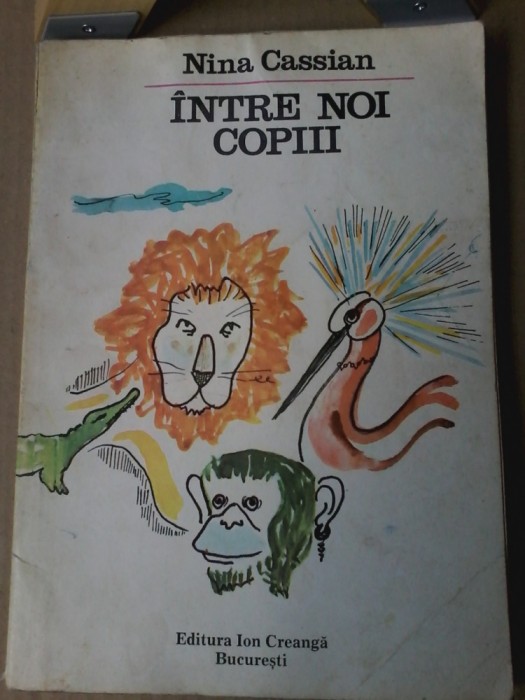 Nina Cassian
ÎNTRE NOI
COPIII
Editura Ion Creangă
București